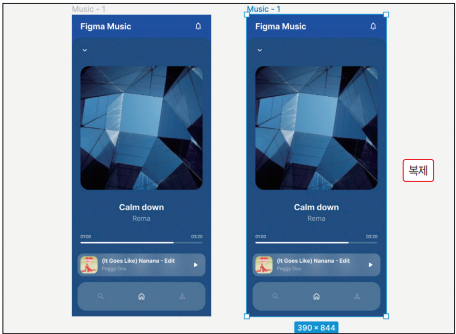 Music - 1
Figma Music
Calm down
Rema
01:00 03:20
(It Goes Like) Nanana - Edit
Peggy Gou
Music - 1
Figma Music
Calm down
Rema
01:00 03:20
(It Goes Like) Nanana - Edit
Peggy Gou
390 × 844
복제